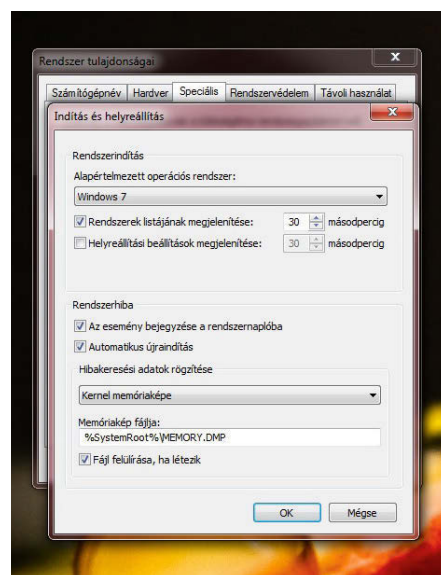 Rendszer tulajdonságai
Számítógépnév Hardver Speciális Rendszervédelem Távoli használat
Indítás és helyreállítás
Rendszerindítás
Alapértelmezett operációs rendszer:
Windows 7
Rendszerek listájának megjelenítése: 30 másodpercig
Helyreállítási beállítások megjelenítése: 30 másodpercig
Rendszerhiba
Az esemény bejegyzése a rendszernaplóba
Automatikus újraindítás
Hibakeresési adatok rögzítése
Kernel memóriaképe
Memóriakép fájlja:
%SystemRoot%\MEMORY.DMP
Fájl felülírása, ha létezik
OK Mégse